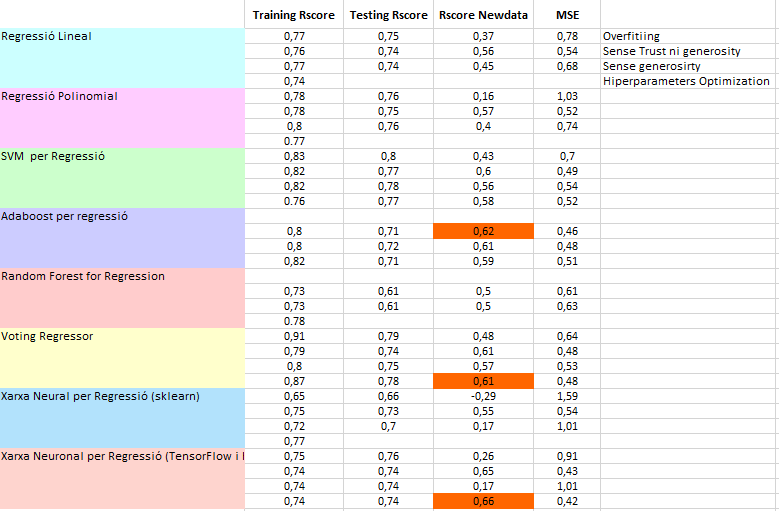 Training Rscore Testing Rscore Rscore Newdata MSE
Regressió Lineal 0,77 0,75 0,37 0,78 Overfitiing
0,76 0,74 0,56 0,54 Sense Trust ni generosity
0,77 0,74 0,45 0,68 Sense generosirty
0,74 Hiperparameters Optimization
Regressió Polinomial 0,78 0,76 0,16 1,03
0,78 0,75 0,57 0,52
0,8 0,76 0,4 0,74
0.77
SVM per Regressió 0,83 0,8 0,43 0,7
0,82 0,77 0,6 0,49
0,82 0,78 0,56 0,54
0.76 0,77 0,58 0,52
Adaboost per regressió
0,8 0,71 0,62 0,46
0,8 0,72 0,61 0,48
0,82 0,71 0,59 0,51
Random Forest for Regression
0,73 0,61 0,5 0,61
0,73 0,61 0,5 0,63
0.78
Voting Regressor 0,91 0,79 0,48 0,64
0,79 0,74 0,61 0,48
0,8 0,75 0,57 0,53
0,87 0,78 0,61 0,48
Xarxa Neural per Regressió (sklearn) 0,65 0,66 -0,29 1,59
0,75 0,73 0,55 0,54
0,72 0,7 0,17 1,01
0,77
Xarxa Neuronal per Regressió (TensorFlow i 0,75 0,76 0,26 0,91
0,74 0,74 0,65 0,43
0,74 0,74 0,17 1,01
0,74 0,74 0,66 0,42